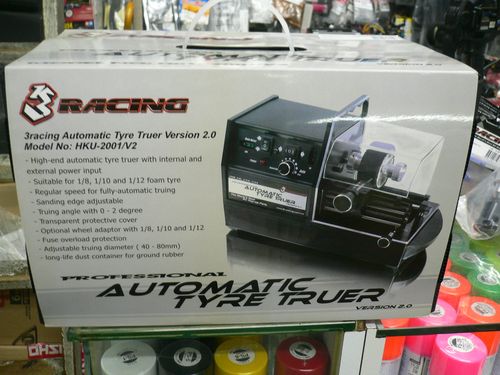 AUTOMATIC TYRE TRUER
3RACING
3racing Automatic Tyre Truer Version 2.0
Model No: HKU-2001/V2
- High-end automatic tyre truer with internal and
external power input
- Suitable for 1/8, 1/10 and 1/12 foam tyre
- Regular speed for fully-automatic truing
- Sanding edge adjustable
- Truing angle with 0 - 2 degree
- Transparent protective cover
- Optional wheel adaptor with 1/8, 1/10 and 1/12
- Fuse overload protection
- Adjustable truing diameter ( 40 - 80mm)
- long-life dust container for ground rubber
AUTOMATIC
TYRE TRUER
PROFESSIONAL
AUTOMATIC
TYRE TRUER
VERSION 2.0